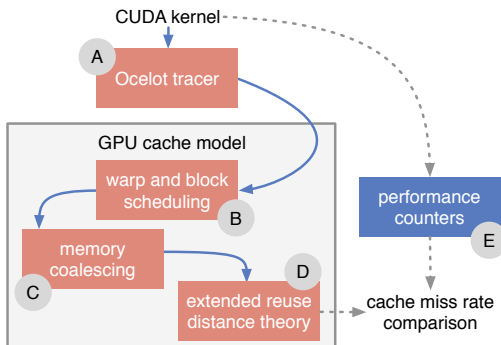 CUDA kernel
A
Ocelot tracer
GPU cache model
warp and block
scheduling
B
memory
coalescing
C
D
extended reuse
distance theory
performance
counters
E
cache miss rate
comparison